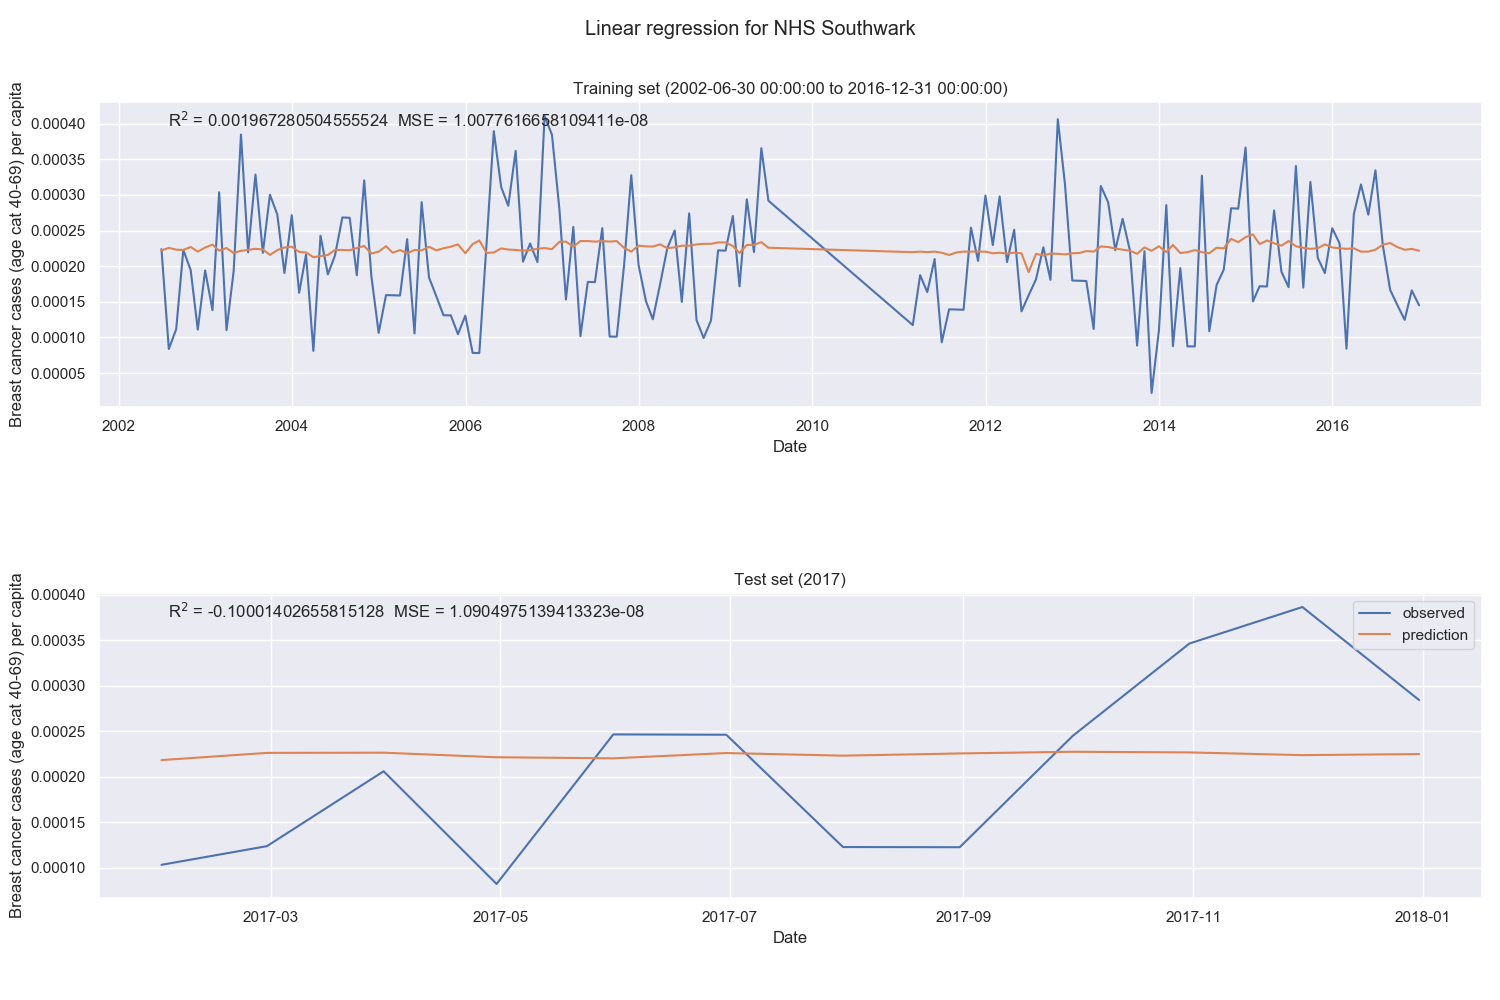 Linear regression for NHS Southwark
Training set (2002-06-30 00:00:00 to 2016-12-31 00:00:00)
R² = 0.001967280504555524 MSE = 1.0077616658109411e-08
Breast cancer cases (age cat 40-69) per capita
0.00040
0.00035
0.00030
0.00025
0.00020
0.00015
0.00010
0.00005
2002 2004 2006 2008 2010 2012 2014 2016
Date
Test set (2017)
R² = -0.10001402655815128 MSE = 1.0904975139413323e-08
observed
prediction
Breast cancer cases (age cat 40-69) per capita
0.00040
0.00035
0.00030
0.00025
0.00020
0.00015
0.00010
2017-03 2017-05 2017-07 2017-09 2017-11 2018-01
Date